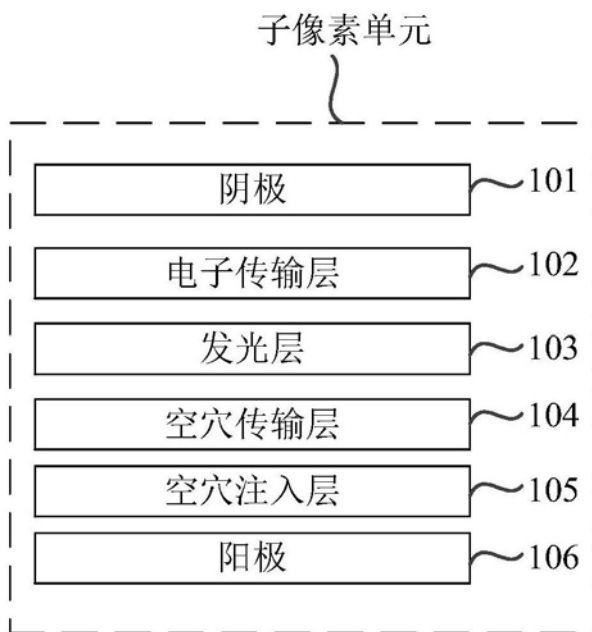 子像素单元
阴极 101
电子传输层 102
发光层 103
空穴传输层 104
空穴注入层 105
阳极 106